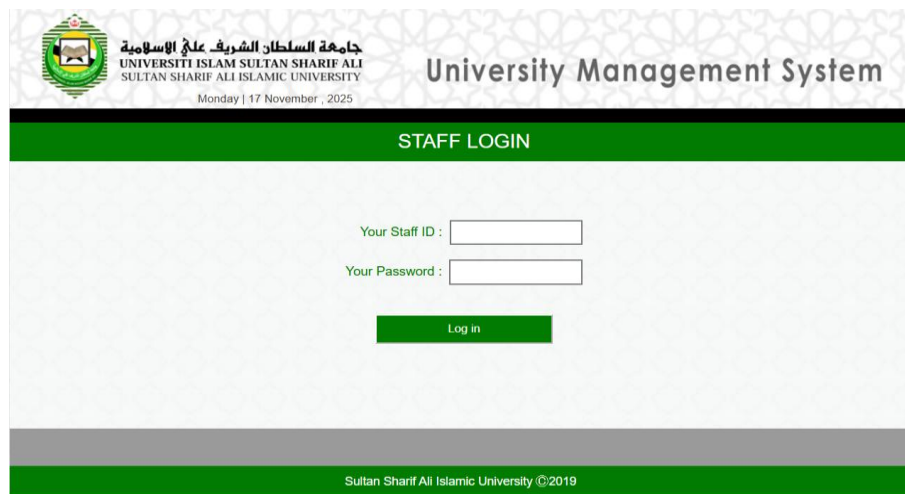 جامعة السلطان الشريف علي الإسلامية
UNIVERSITI ISLAM SULTAN SHARIF ALI
SULTAN SHARIF ALI ISLAMIC UNIVERSITY
Monday | 17 November , 2025
University Management System
STAFF LOGIN
Your Staff ID :
Your Password :
Log in
Sultan Sharif Ali Islamic University ©2019